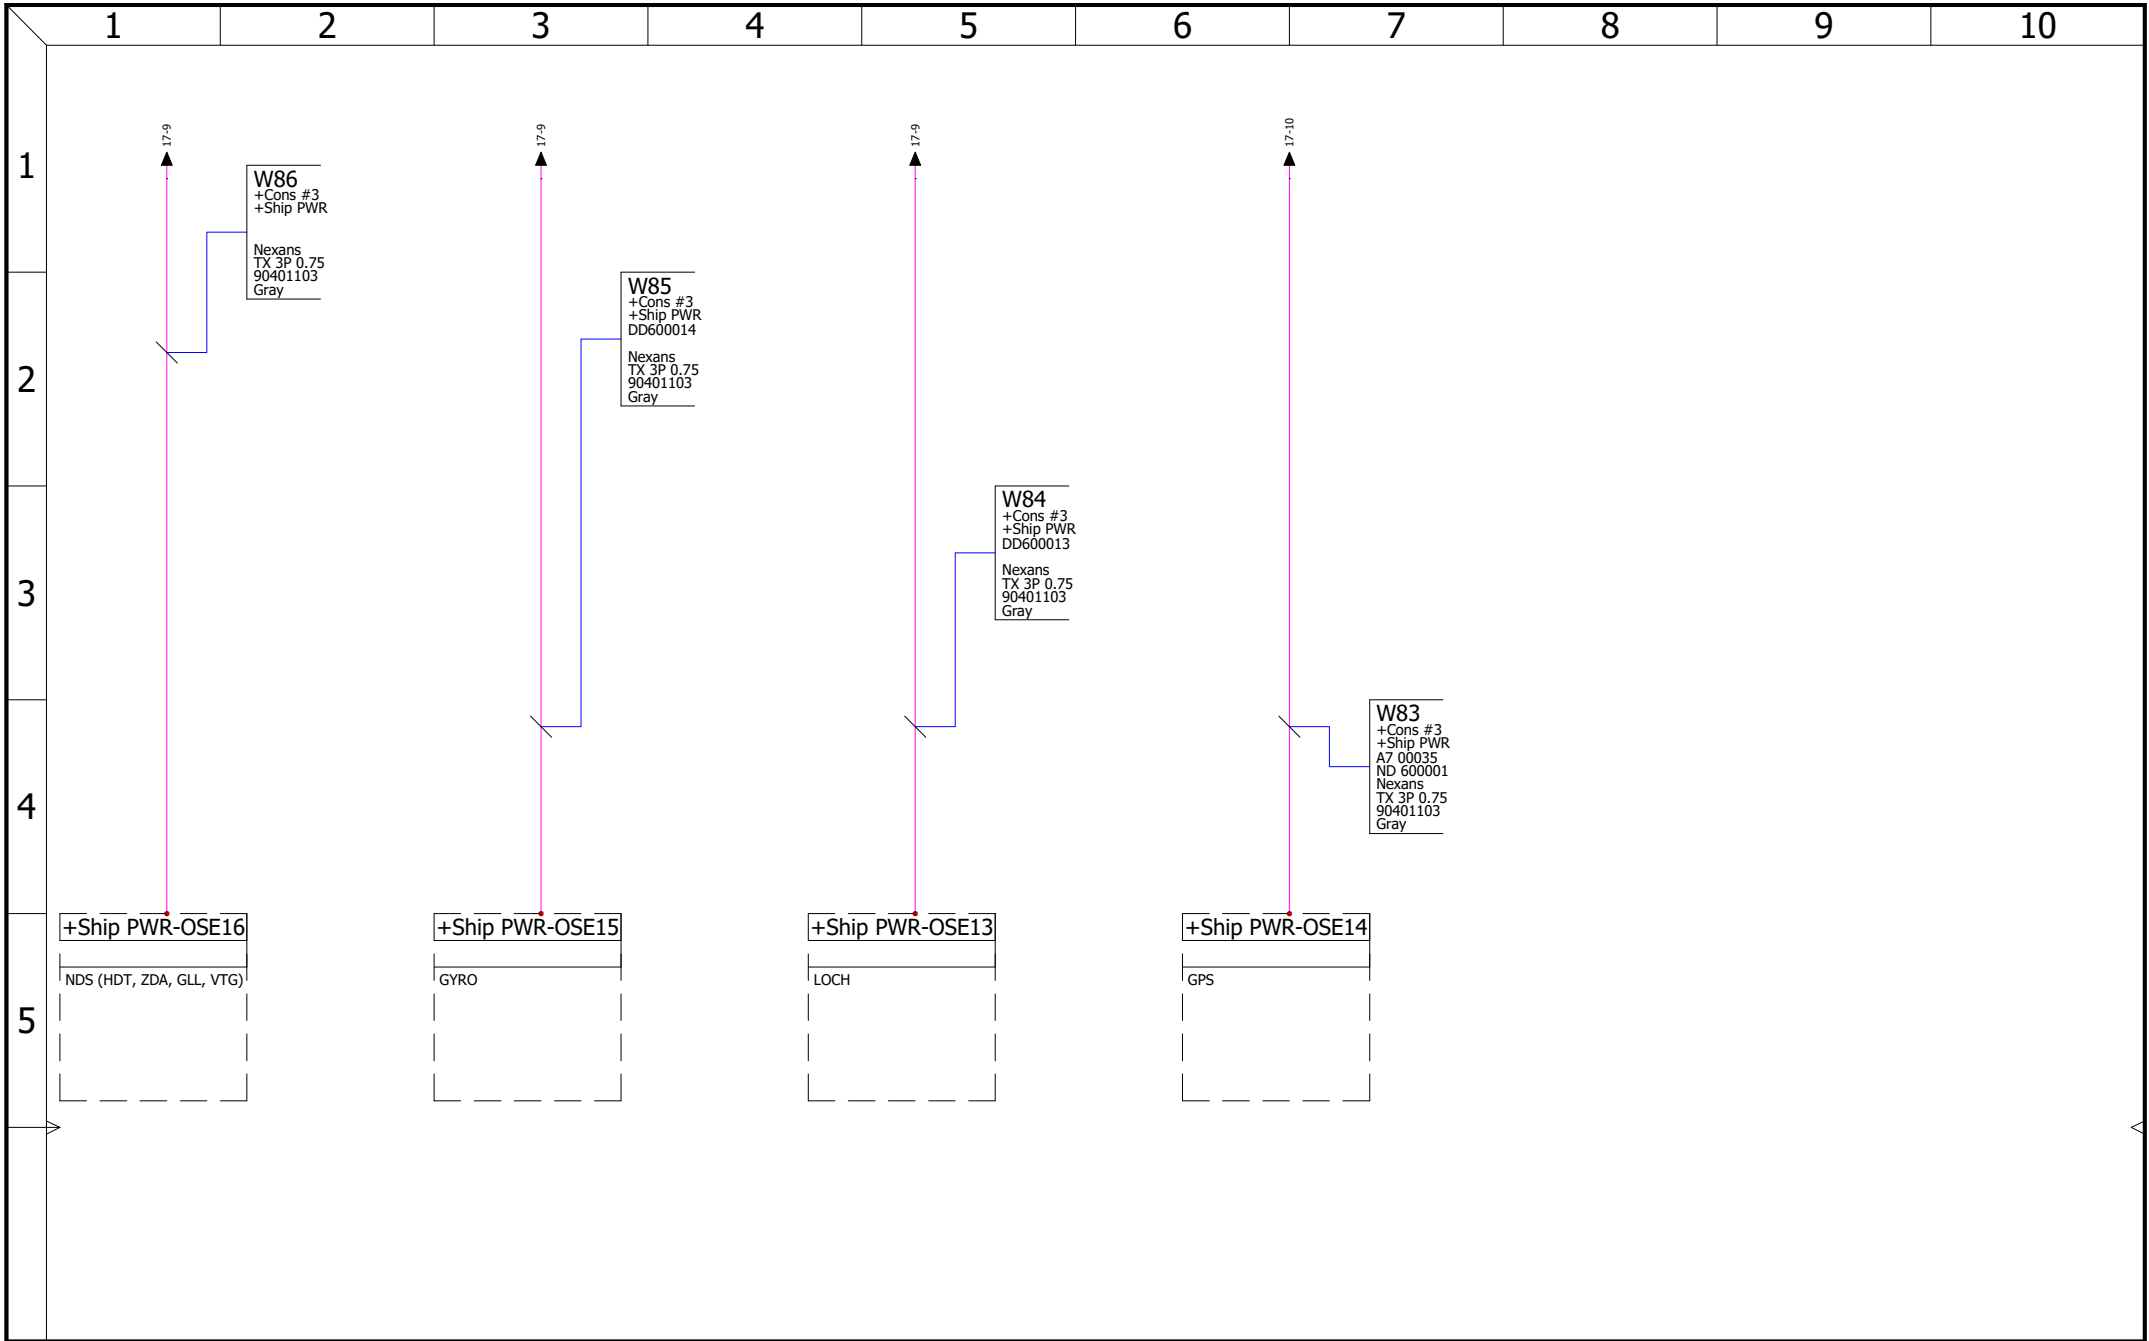 1 2 3 4 5 6 7 8 9 10
1
2
3
4
5
17-9
17-9
17-9
17-10
W86
+Cons #3
+Ship PWR
Nexans
TX 3P 0.75
90401103
Gray
W85
+Cons #3
+Ship PWR
DD600014
Nexans
TX 3P 0.75
90401103
Gray
W84
+Cons #3
+Ship PWR
DD600013
Nexans
TX 3P 0.75
90401103
Gray
W83
+Cons #3
+Ship PWR
A7 00035
ND 600001
Nexans
TX 3P 0.75
90401103
Gray
+Ship PWR-OSE16
NDS (HDT, ZDA, GLL, VTG)
+Ship PWR-OSE15
GYRO
+Ship PWR-OSE13
LOCH
+Ship PWR-OSE14
GPS